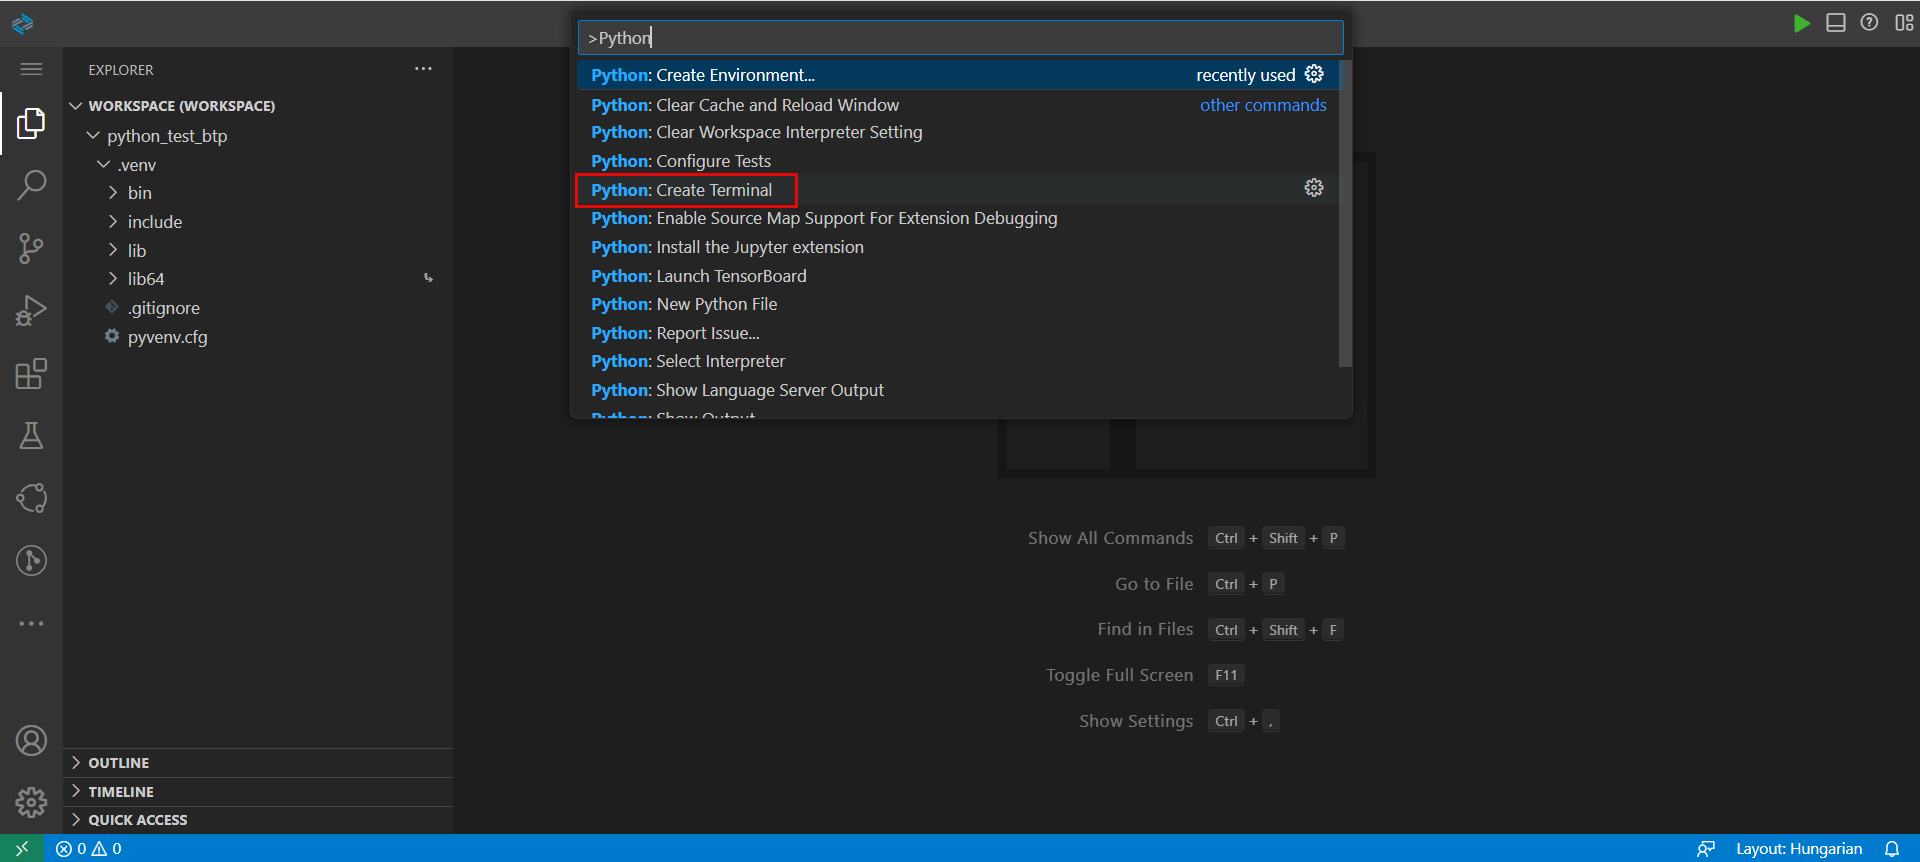 >Python
EXPLORER
WORKSPACE (WORKSPACE)
python_test_btp
.venv
bin
include
lib
lib64
.gitignore
pyvenv.cfg
OUTLINE
TIMELINE
QUICK ACCESS
Python: Create Environment... recently used
Python: Clear Cache and Reload Window other commands
Python: Clear Workspace Interpreter Setting
Python: Configure Tests
Python: Create Terminal
Python: Enable Source Map Support For Extension Debugging
Python: Install the Jupyter extension
Python: Launch TensorBoard
Python: New Python File
Python: Report Issue...
Python: Select Interpreter
Python: Show Language Server Output
Python: Show Output
Show All Commands Ctrl + Shift + P
Go to File Ctrl + P
Find in Files Ctrl + Shift + F
Toggle Full Screen F11
Show Settings Ctrl + ,
0 0 Layout: Hungarian